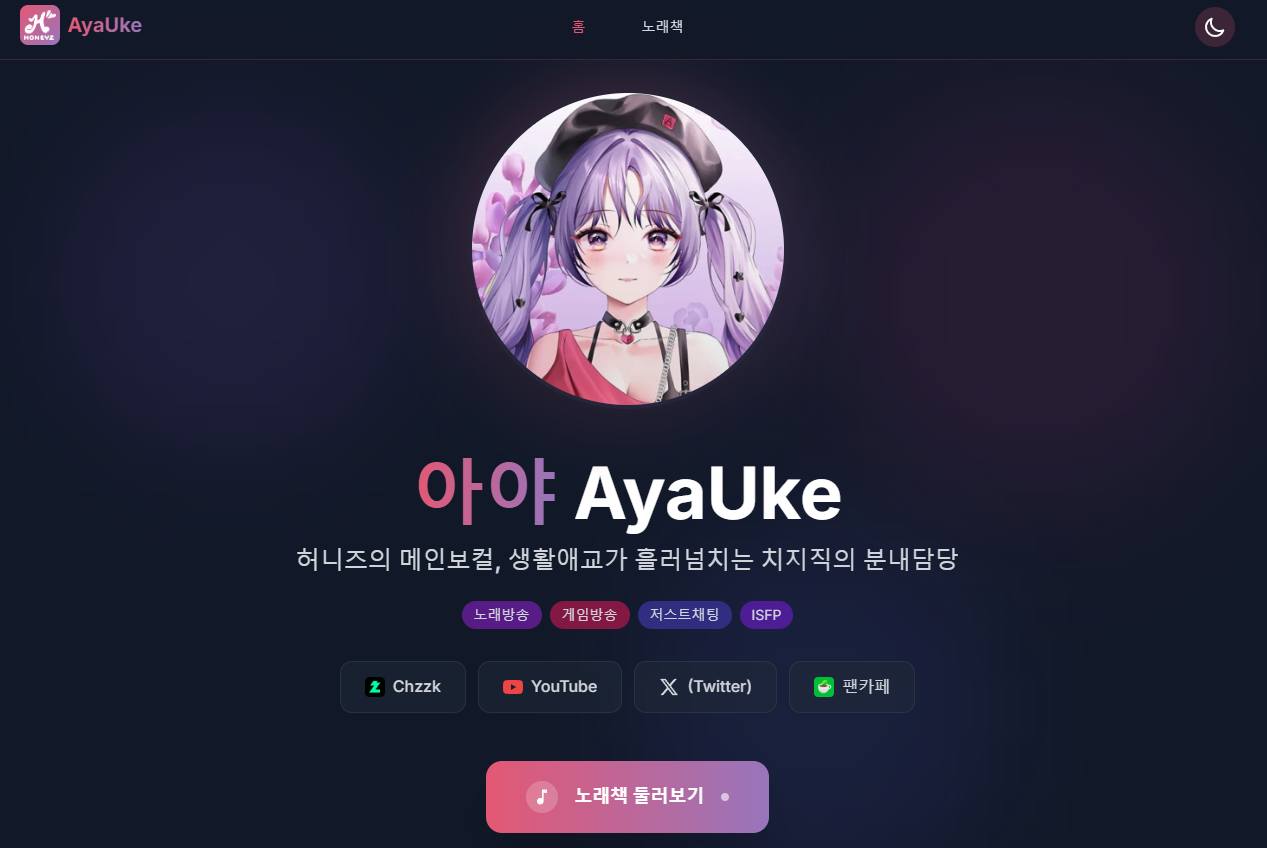 HONEYZ
AyaUke
홈
노래책
아야 AyaUke
허니즈의 메인보컬, 생활애교가 흘러넘치는 치지직의 분내담당
노래방송
게임방송
저스트채팅
ISFP
Chzzk
YouTube
(Twitter)
팬카페
노래책 둘러보기